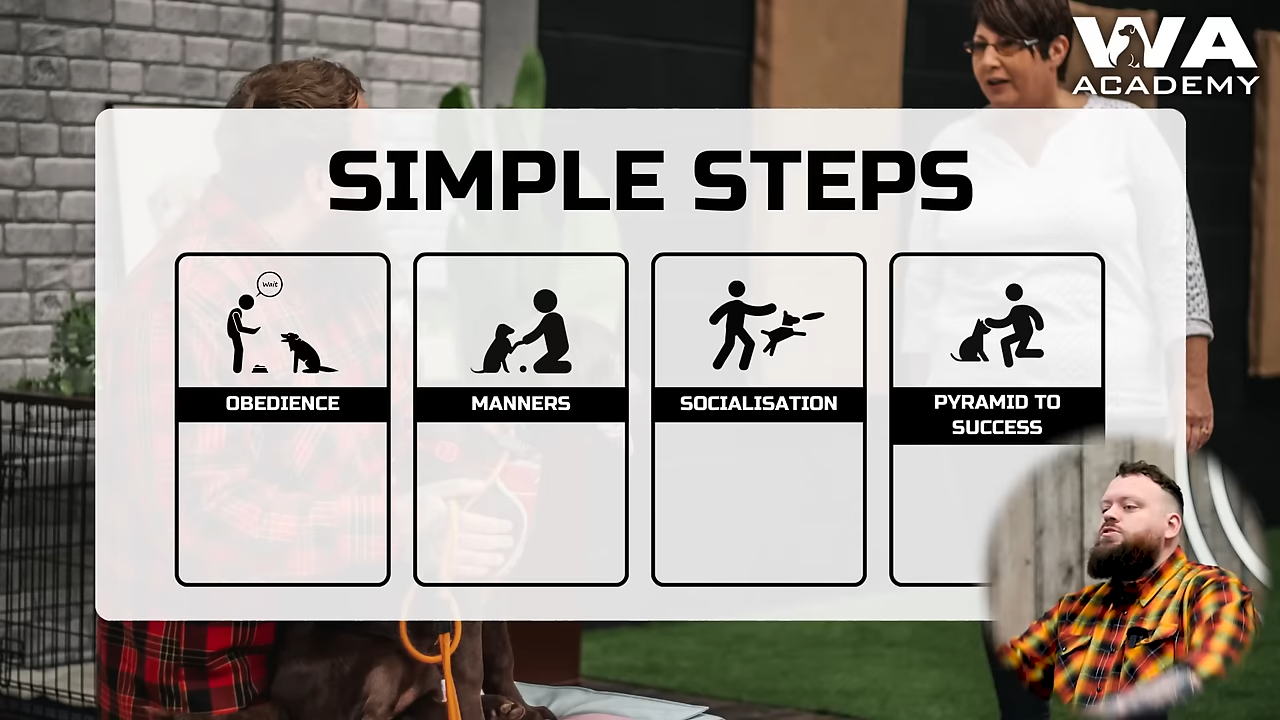 WA
ACADEMY
SIMPLE STEPS
Wait
OBEDIENCE
MANNERS
SOCIALISATION
PYRAMID TO
SUCCESS